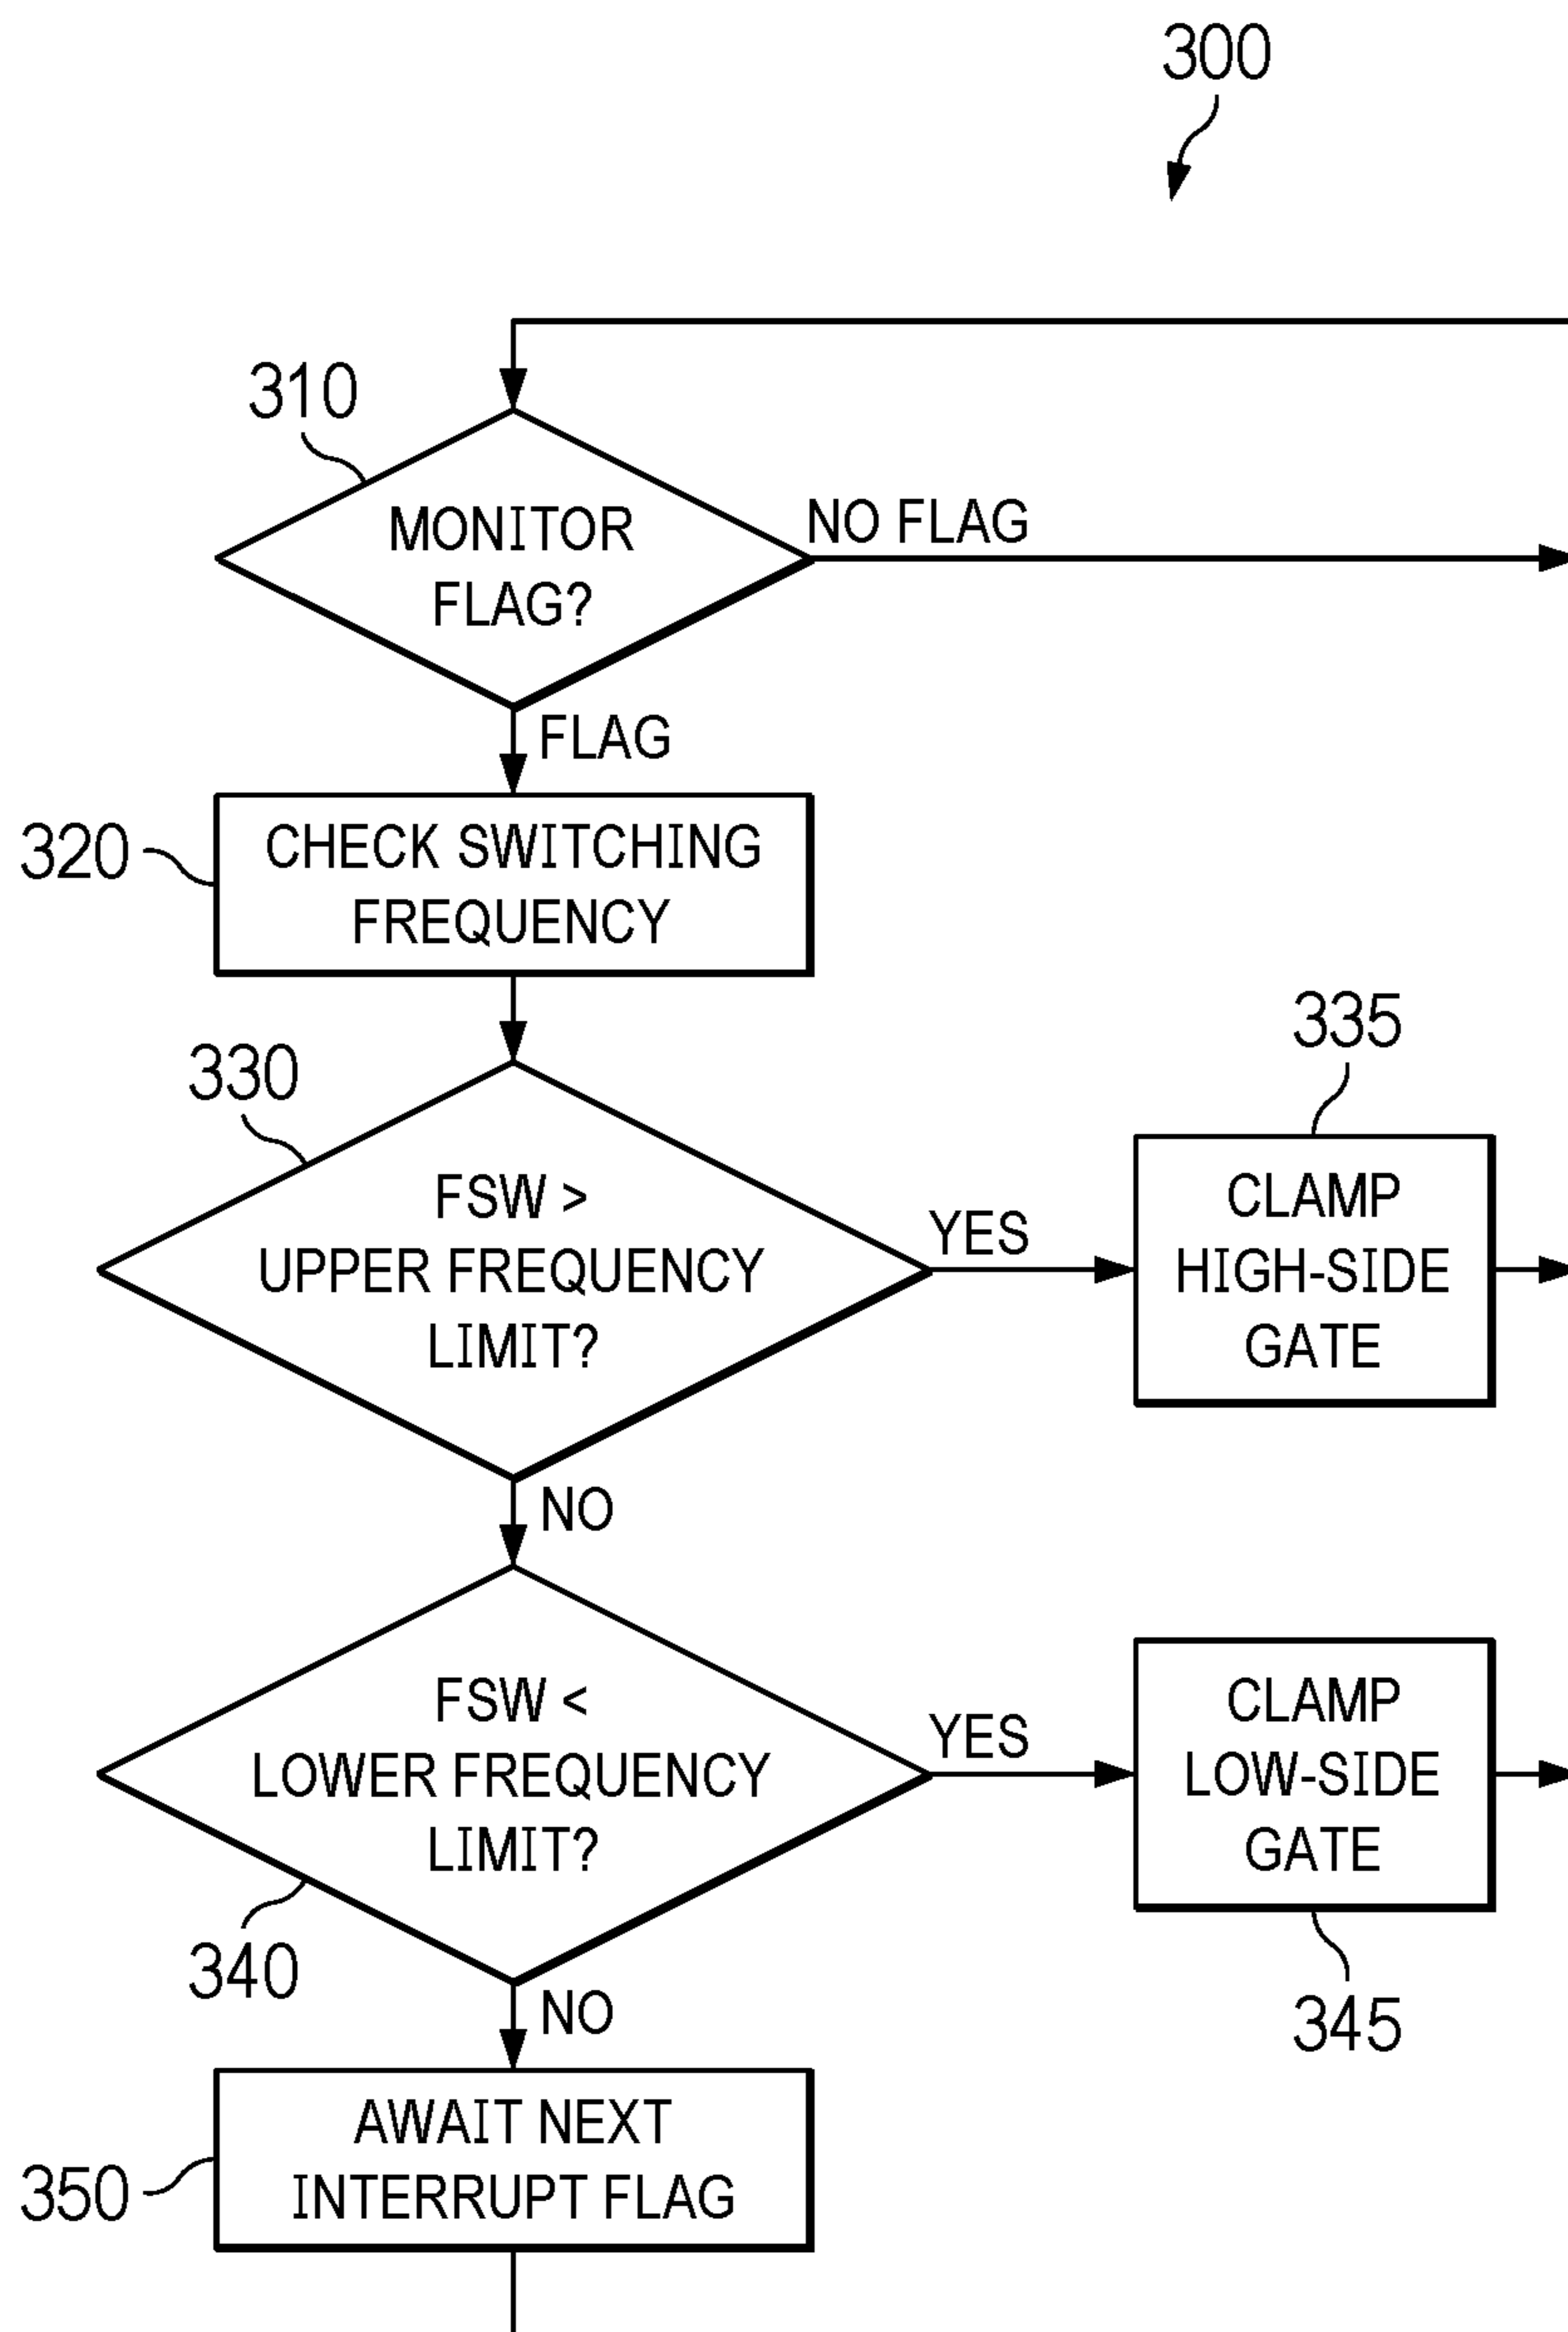 300
310
MONITOR
FLAG?
NO FLAG
FLAG
320
CHECK SWITCHING
FREQUENCY
330
FSW >
UPPER FREQUENCY
LIMIT?
YES
335
CLAMP
HIGH-SIDE
GATE
NO
FSW <
LOWER FREQUENCY
LIMIT?
340
YES
CLAMP
LOW-SIDE
GATE
345
NO
350
AWAIT NEXT
INTERRUPT FLAG